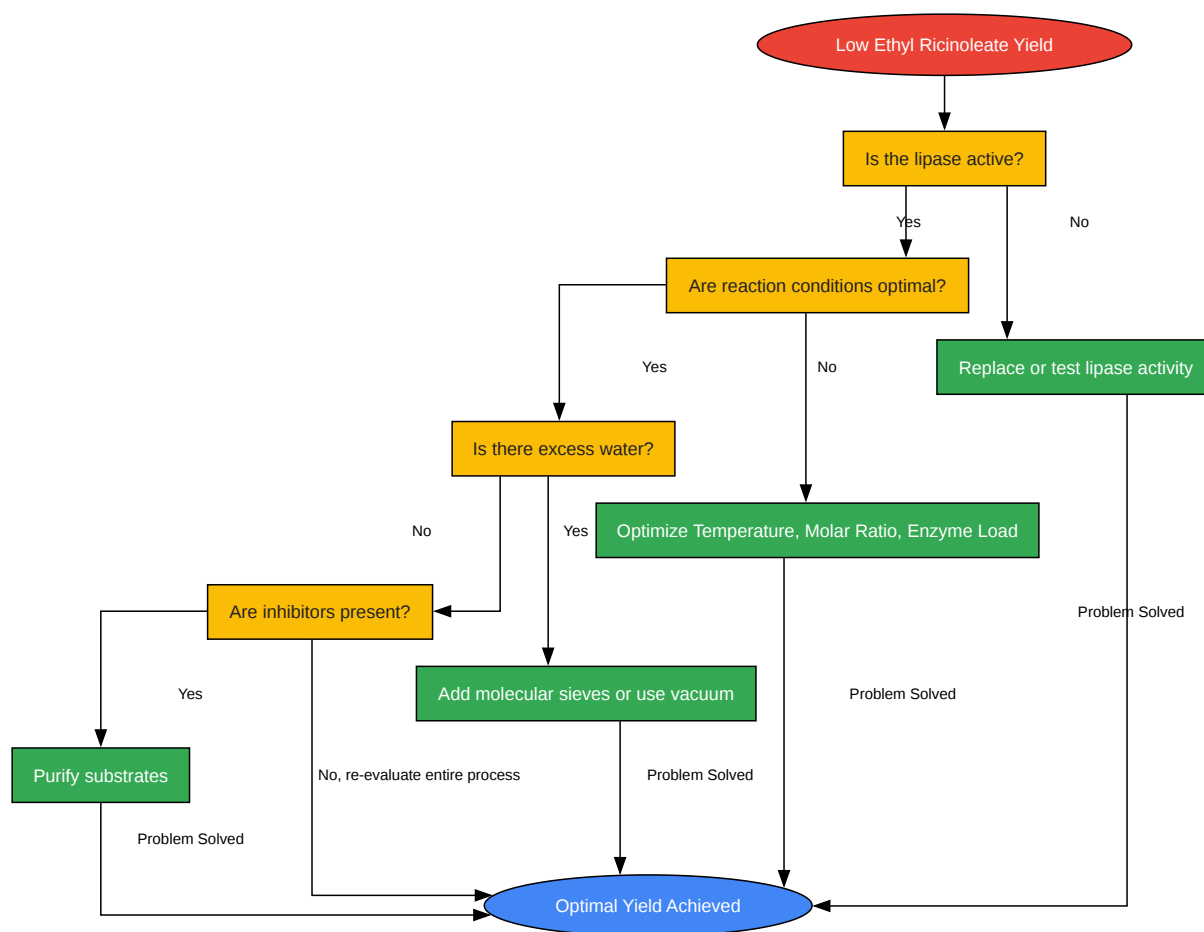 Low Ethyl Ricinoleate Yield
Is the lipase active?
Yes
No
Are reaction conditions optimal?
Yes
No
Replace or test lipase activity
Is there excess water?
No
Yes
Optimize Temperature, Molar Ratio, Enzyme Load
Are inhibitors present?
Problem Solved
Yes
Add molecular sieves or use vacuum
Problem Solved
Purify substrates
No, re-evaluate entire process
Problem Solved
Problem Solved
Optimal Yield Achieved